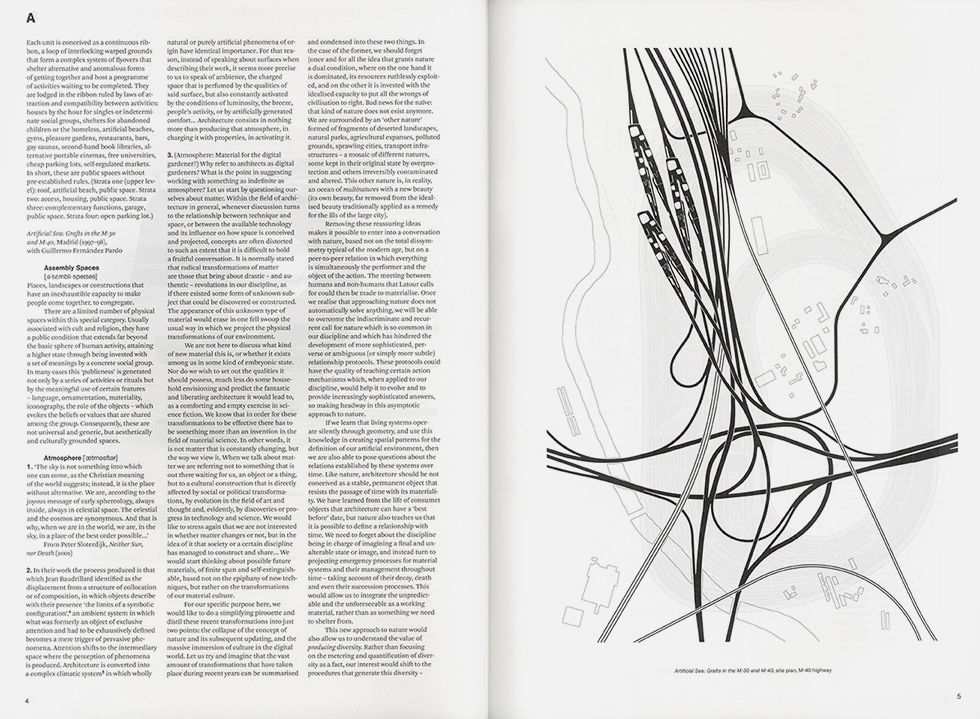 A
Each unit is conceived as a continuous rib-
bon, a loop of interlocking warped grounds
that form a complex system of flyovers that
shelter alternative and anomalous forms
of getting together and host a programme
of activities waiting to be completed. They
are lodged in the ribbon ruled by laws of at-
traction and compatibility between activities:
houses by the hour for singles or indetermi-
nate social groups, shelters for abandoned
children or the homeless, artificial beaches,
gyms, pleasure gardens, restaurants, bars,
gay saunas, second-hand book libraries, al-
ternative portable cinemas, free universities,
cheap parking lots, self-regulated markets.
In short, these are public spaces without
pre-established rules. (Strata one (upper lev-
el): roof, artificial beach, public space. Strata
two: access, housing, public space. Strata
three: complementary functions, garage,
public space. Strata four: open parking lot.)
Artificial Sea: Grafts in the M-30
and M-40, Madrid (1997–98),
with Guillermo Fernández Pardo
Assembly Spaces
Places, landscapes or constructions that
have an inexhaustible capacity to make
people come together, to congregate.
There are a limited number of physical
spaces within this special category. Usually
associated with cult and religion, they have
a public condition that extends far beyond
the basic sphere of human activity, attaining
a higher state through being invested with
a set of meanings by a concrete social group.
In many cases this 'publicness' is generated
not only by a series of activities or rituals but
by the meaningful use of certain features
– language, ornamentation, materiality,
iconography, the role of the objects – which
evokes the beliefs or values that are shared
among the group. Consequently, these are
not universal and generic, but aesthetically
and culturally grounded spaces.
Atmosphere
1. 'The sky is not something into which
one can come, as the Christian meaning
of the world suggests; instead, it is the place
without alternative. We are, according to the
joyous message of early sphereology, always
inside, always in celestial space. The celestial
and the cosmos are synonymous. And that is
why, when we are in the world, we are, in the
sky, in a place of the best order possible...'
From Peter Sloterdijk, Neither Sun,
nor Death (2001)
2. In their work the process produced is that
which Jean Baudrillard identified as the
displacement from a structure of collocation
or of composition, in which objects describe
with their presence 'the limits of a symbolic
configuration', an ambient system in which
what was formerly an object of exclusive
attention and had to be exhaustively defined
becomes a mere trigger of pervasive phe-
nomena. Attention shifts to the intermediary
space where the perception of phenomena
is produced. Architecture is converted into
a complex climatic system in which wholly
4
natural or purely artificial phenomena of or-
igin have identical importance. For that rea-
son, instead of speaking about surfaces when
describing their work, it seems more precise
to us to speak of ambience, the charged
space that is perfumed by the qualities of
said surface, but also constantly activated
by the conditions of luminosity, the breeze,
people's activity, or by artificially generated
comfort... Architecture consists in nothing
more than producing that atmosphere, in
charging it with properties, in activating it.
3. (Atmosphere: Material for the digital
gardener?) Why refer to architects as digital
gardeners? What is the point in suggesting
working with something as indefinite as
atmosphere? Let us start by questioning our-
selves about matter. Within the field of archi-
tecture in general, whenever discussion turns
to the relationship between technique and
space, or between the available technology
and its influence on how space is conceived
and projected, concepts are often distorted
to such an extent that it is difficult to hold
a fruitful conversation. It is normally stated
that radical transformations of matter
are those that bring about drastic – and au-
thentic – revolutions in our discipline, as
if there existed some form of unknown sub-
ject that could be discovered or constructed.
The appearance of this unknown type of
material would erase in one fell swoop the
usual way in which we project the physical
transformations of our environment.
We are not here to discuss what kind
of new material this is, or whether it exists
among us in some kind of embryonic state.
Nor do we wish to set out the qualities it
should possess, much less do some house-
hold envisioning and predict the fantastic
and liberating architecture it would lead to,
as a comforting and empty exercise in sci-
ence fiction. We know that in order for these
transformations to be effective there has to
be something more than an invention in the
field of material science. In other words, it
is not matter that is constantly changing, but
the way we view it. When we talk about mat-
ter we are referring not to something that is
out there waiting for us, an object or a thing,
but to a cultural construction that is directly
affected by social or political transforma-
tions, by evolution in the field of art and
thought and, evidently, by discoveries or pro-
gress in technology and science. We would
like to stress again that we are not interested
in whether matter changes or not, but in the
idea of it that society or a certain discipline
has managed to construct and share... We
would start thinking about possible future
materials, of finite span and self-extinguish-
able, based not on the epiphany of new tech-
niques, but rather on the transformations
of our material culture.
For our specific purpose here, we
would like to do a simplifying pirouette and
distil these recent transformations into just
two points: the collapse of the concept of
nature and its subsequent updating, and the
massive immersion of culture in the digital
world. Let us try and imagine that the vast
amount of transformations that have taken
place during recent years can be summarised
and condensed into these two things. In
the case of the former, we should forget
and for all the idea that grants nature
a dual condition, where on the one hand it
is dominated, its resources ruthlessly exploit-
ed, and on the other it is invested with the
idealised capacity to put all the wrongs of
civilisation to right. Bad news for the naive:
that kind of nature does not exist anymore.
We are surrounded by an 'other nature'
formed of fragments of deserted landscapes,
natural parks, agricultural expanses, polluted
grounds, sprawling cities, transport infra-
structures – a mosaic of different natures,
some kept in their original state by overpro-
tection and others irreversibly contaminated
and altered. This other nature is, in reality,
an ocean of multinatures with a new beauty
(its own beauty, far removed from the ideal-
ised beauty traditionally applied as a remedy
for the ills of the large city).
Removing these reassuring ideas
makes it possible to enter into a conversation
with nature, based not on the total dissym-
metry typical of the modern age, but on a
peer-to-peer relation in which everything
is simultaneously the performer and the
object of the action. The meeting between
humans and non-humans that Latour calls
for could then be made to materialise. Once
we realise that approaching nature does not
automatically solve anything, we will be able
to overcome the indiscriminate and recur-
rent call for nature which is so common in
our discipline and which has hindered the
development of more sophisticated, per-
verse or ambiguous (or simply more subtle)
relationship protocols. These protocols could
have the quality of teaching certain action
mechanisms which, when applied to our
discipline, would help it to evolve and to
provide increasingly sophisticated answers,
so making headway in this asymptotic
approach to nature.
If we learn that living systems oper-
ate silently through geometry, and use this
knowledge in creating spatial patterns for the
definition of our artificial environment, then
we are also able to pose questions about the
relations established by these systems over
time. Like nature, architecture should be not
conceived as a stable, permanent object that
resists the passage of time with its materiali-
ty. We have learned from the life of consumer
objects that architecture can have a 'best
before' date, but nature also teaches us that
it is possible to define a relationship with
time. We need to forget about the discipline
being in charge of imagining a final and un-
alterable state or image, and instead turn to
projecting emergency processes for material
systems and their management throughout
time – taking account of their decay, death
and even their succession processes. This
would allow us to integrate the unpredict-
able and the unforeseeable as a working
material, rather than as something we need
to shelter from.
This new approach to nature would
also allow us to understand the value of
producing diversity. Rather than focusing
on the metering and quantification of diver-
sity as a fact, our interest would shift to the
procedures that generate this diversity –
Artificial Sea: Grafts in the M-30 and M-40, site plan, M-40 highway
5